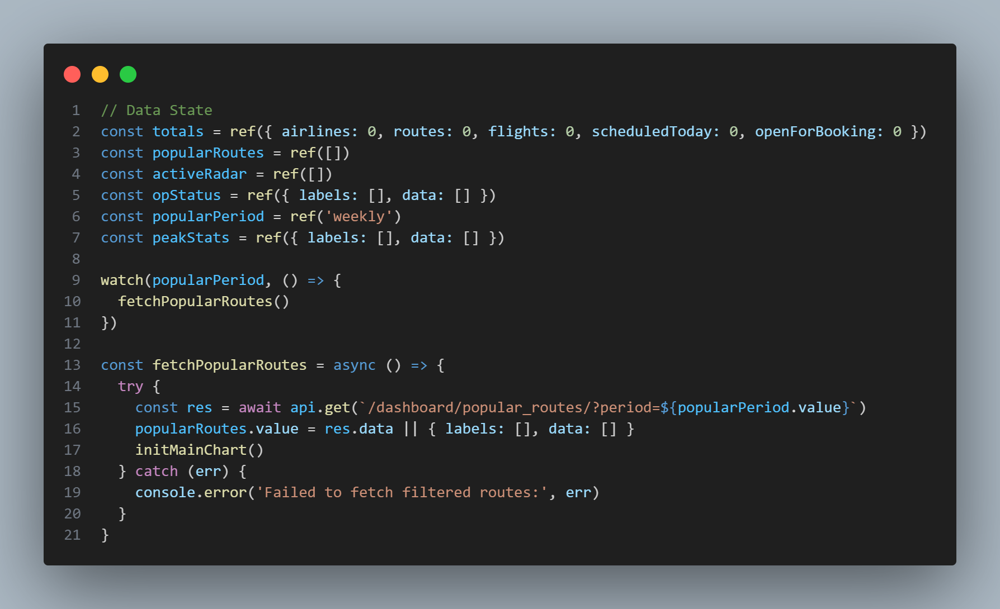 1 // Data State
2 const totals = ref({ airlines: 0, routes: 0, flights: 0, scheduledToday: 0, openForBooking: 0 })
3 const popularRoutes = ref([])
4 const activeRadar = ref([])
5 const opStatus = ref({ labels: [], data: [] })
6 const popularPeriod = ref('weekly')
7 const peakStats = ref({ labels: [], data: [] })
8
9 watch(popularPeriod, () => {
10   fetchPopularRoutes()
11 })
12
13 const fetchPopularRoutes = async () => {
14   try {
15     const res = await api.get(`/dashboard/popular_routes/?period=${popularPeriod.value}`)
16     popularRoutes.value = res.data || { labels: [], data: [] }
17     initMainChart()
18   } catch (err) {
19     console.error('Failed to fetch filtered routes:', err)
20   }
21 }